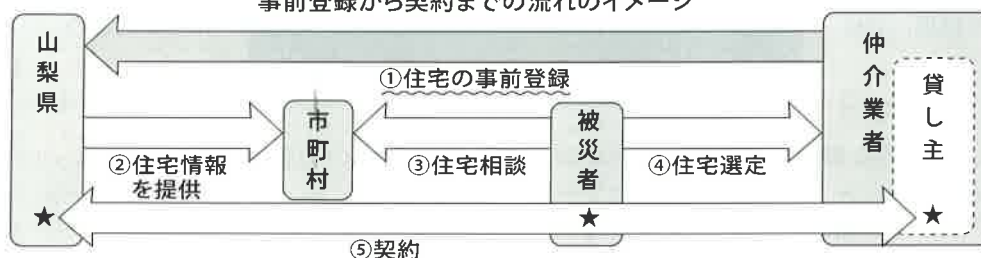 事前登録から契約までの流れのイメージ
山梨県
仲介業者
貸し主
①住宅の事前登録
市町村
被災者
②住宅情報
を提供
③住宅相談
④住宅選定
★
★
★
⑤契約